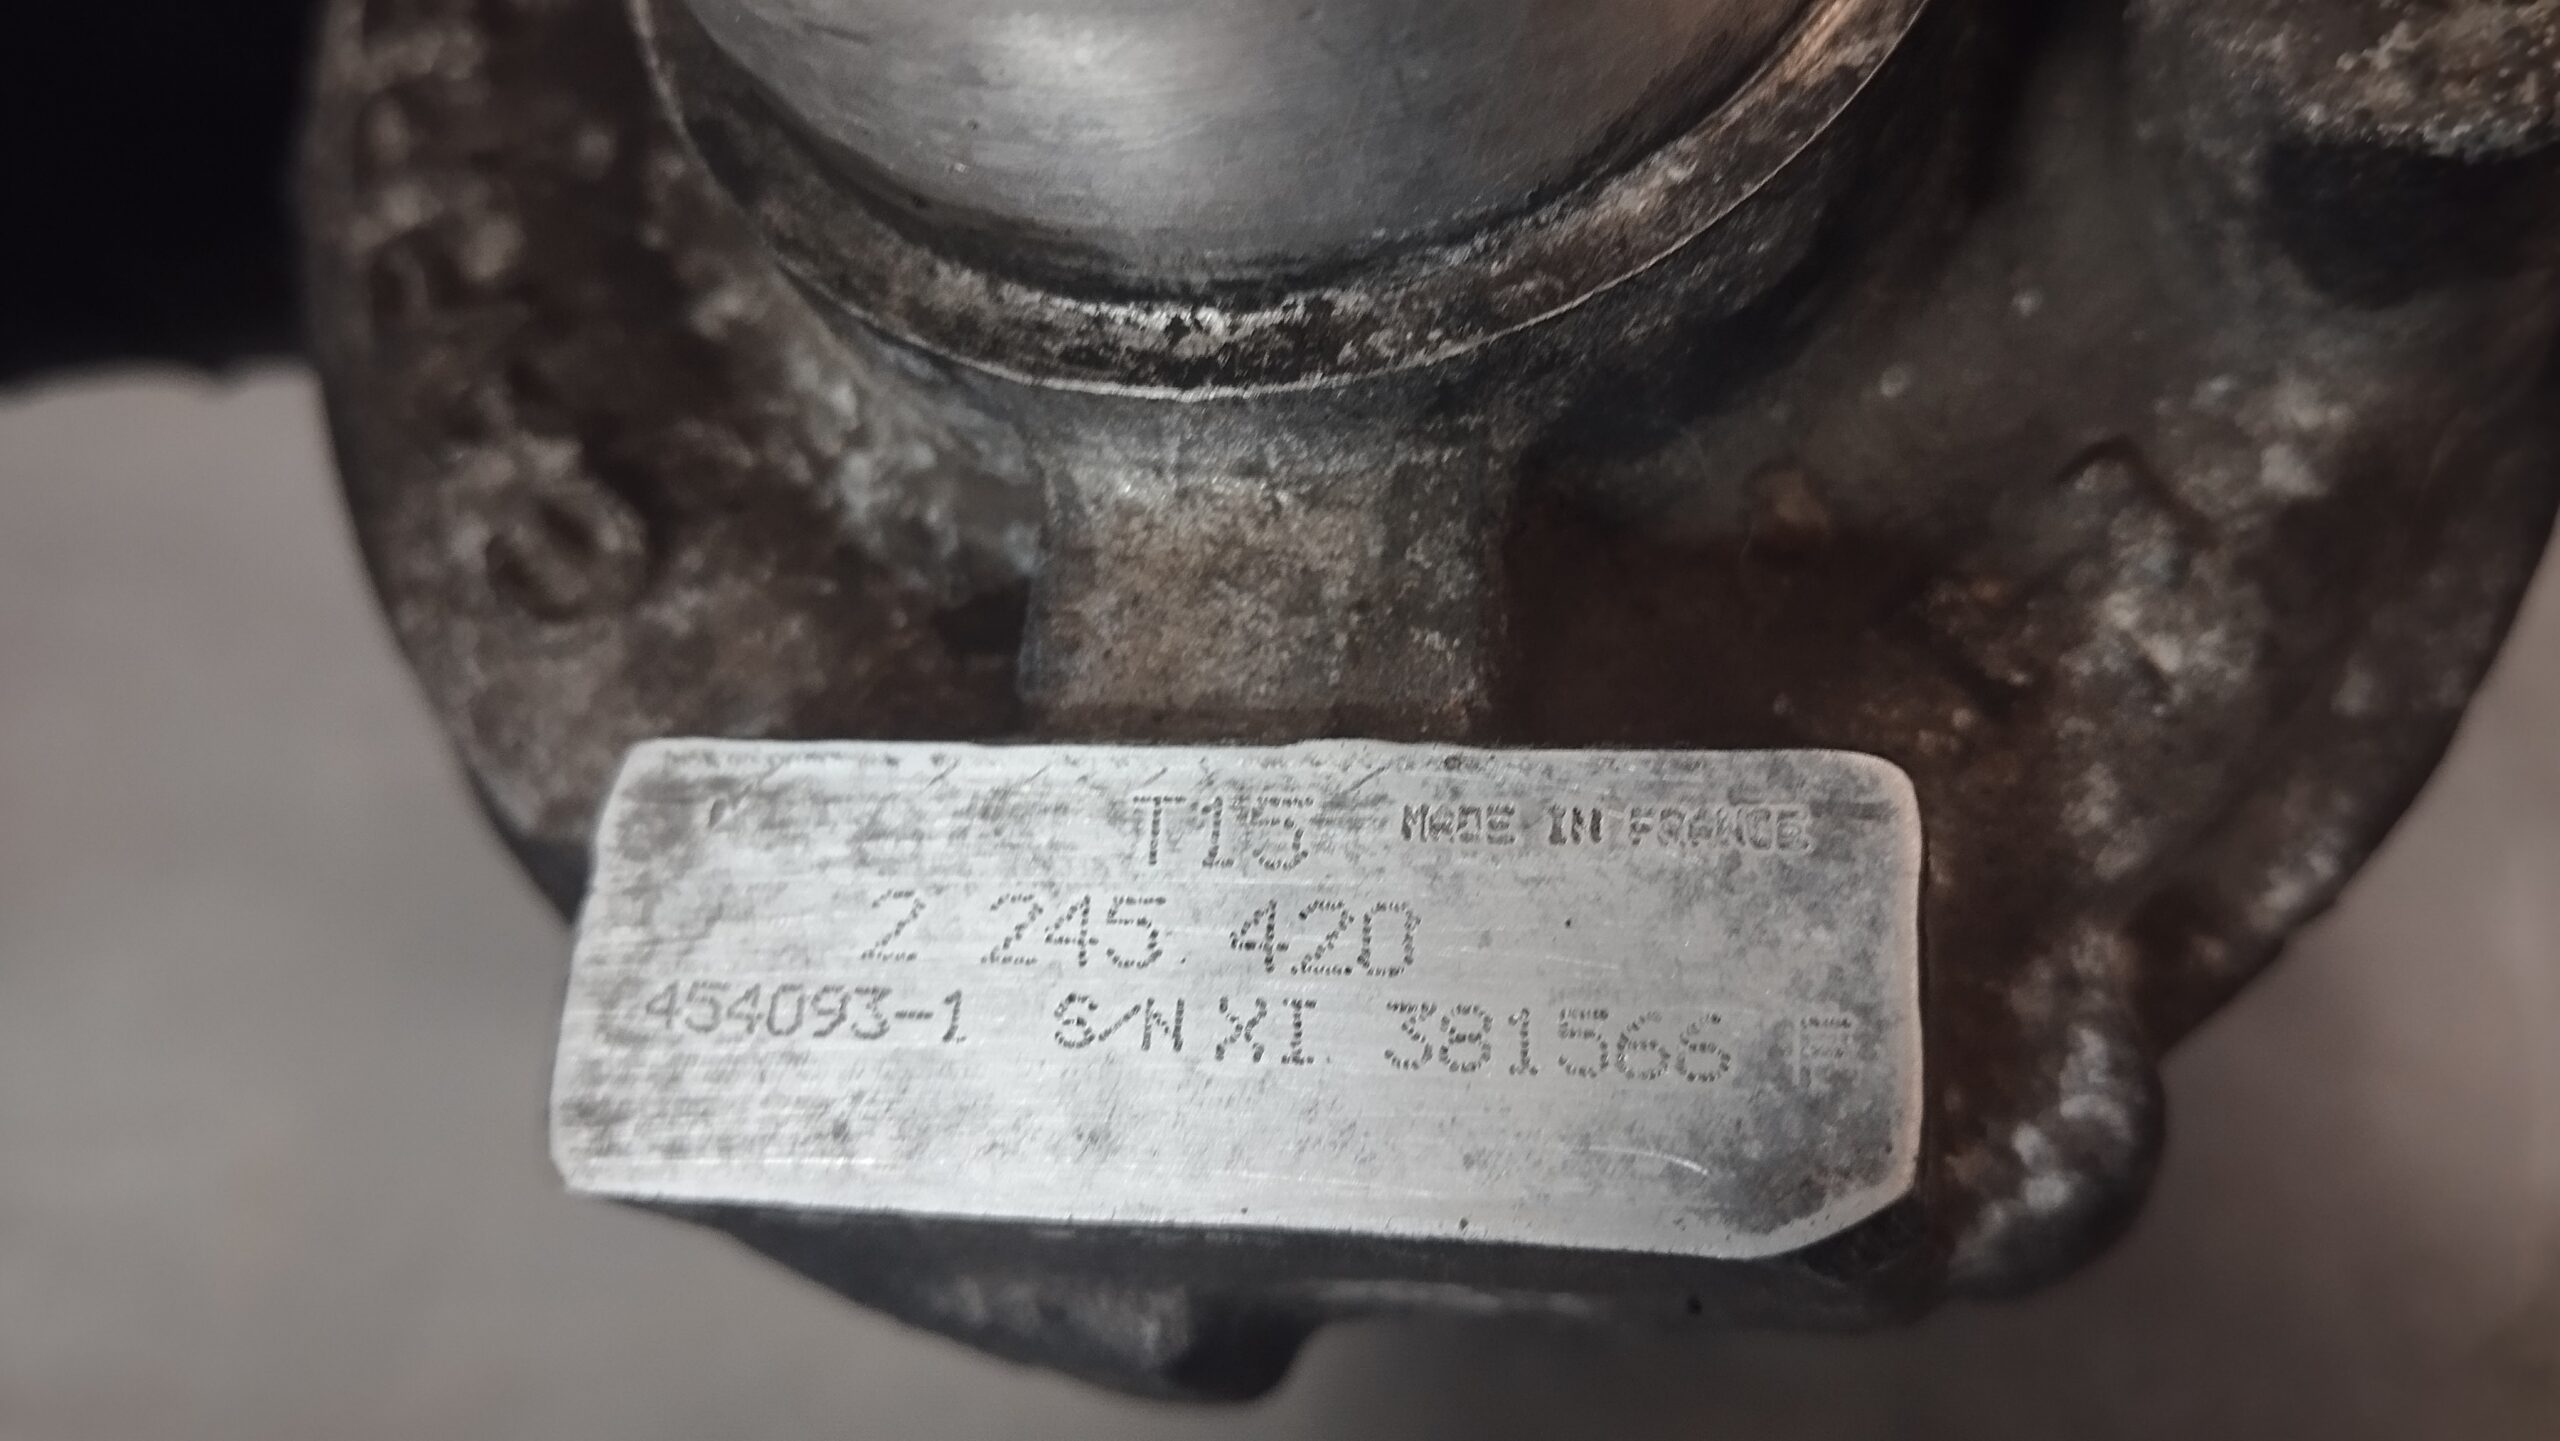 T15 MADE IN FRANCE
2 245 420
454093-1 S/N XI 381566 F